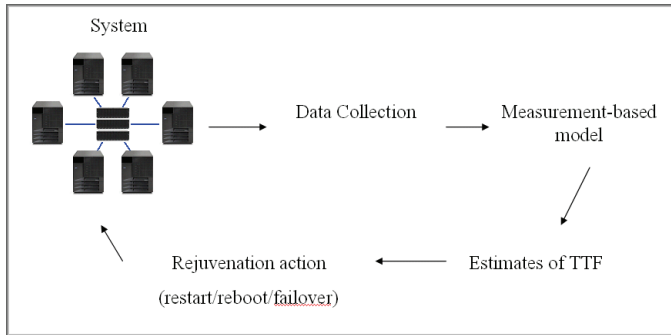 System
Data Collection
Measurement-based
model
Estimates of TTF
Rejuvenation action
(restart/reboot/failover)